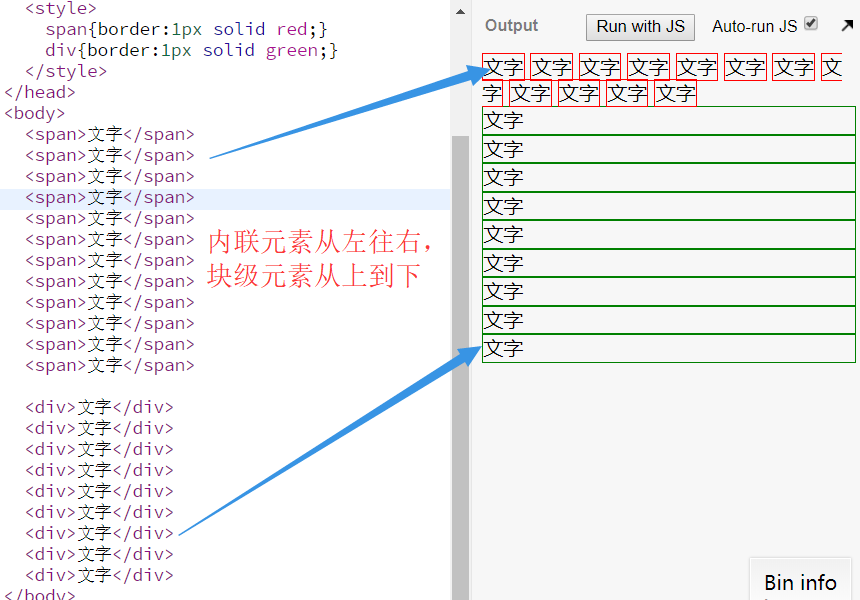 <style>
span{border:1px solid red;}
div{border:1px solid green;}
</style>
</head>
<body>
<span>文字</span>
<span>文字</span>
<span>文字</span>
<span>文字</span>
<span>文字</span>
<span>文字</span>
<span>文字</span>
<span>文字</span>
<span>文字</span>
<span>文字</span>
<span>文字</span>
<span>文字</span>
<div>文字</div>
<div>文字</div>
<div>文字</div>
<div>文字</div>
<div>文字</div>
<div>文字</div>
<div>文字</div>
<div>文字</div>
<div>文字</div>
</body>
内联元素从左往右，
块级元素从上到下
Output Run with JS Auto-run JS
文字 文字 文字 文字 文字 文字 文字 文
字 文字 文字 文字 文字
文字
文字
文字
文字
文字
文字
文字
文字
文字
Bin info